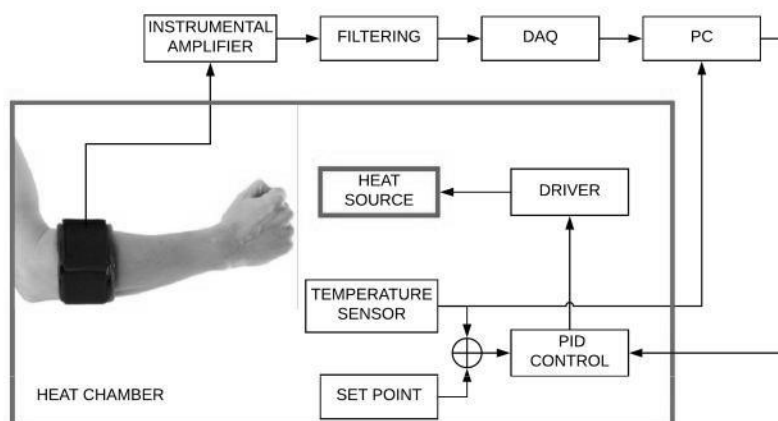 INSTRUMENTAL
AMPLIFIER
FILTERING
DAQ
PC
HEAT
SOURCE
DRIVER
TEMPERATURE
SENSOR
PID
CONTROL
HEAT CHAMBER
SET POINT